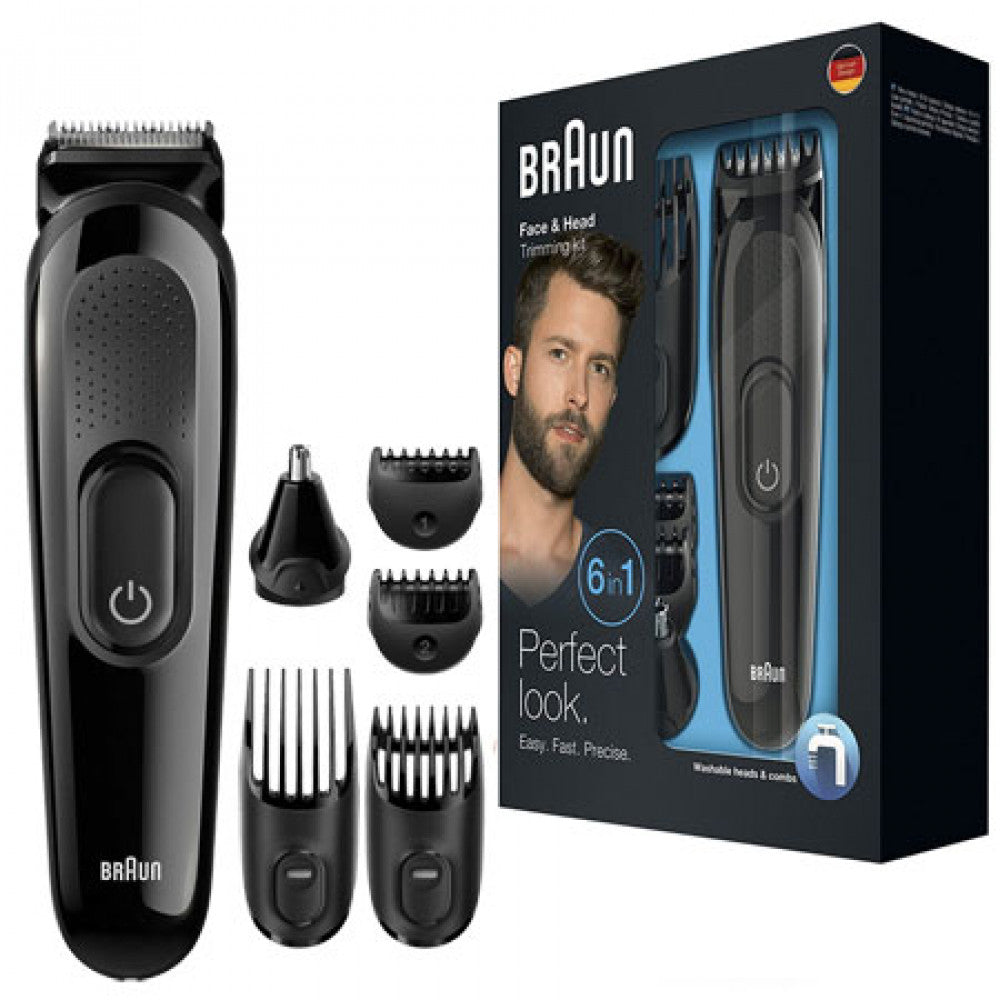 BRAUN
1
2
BRAUN
Face & Head
Trimming kit
6 in 1
Perfect
look.
Easy. Fast. Precise.
BRAUN
Washable heads & combs